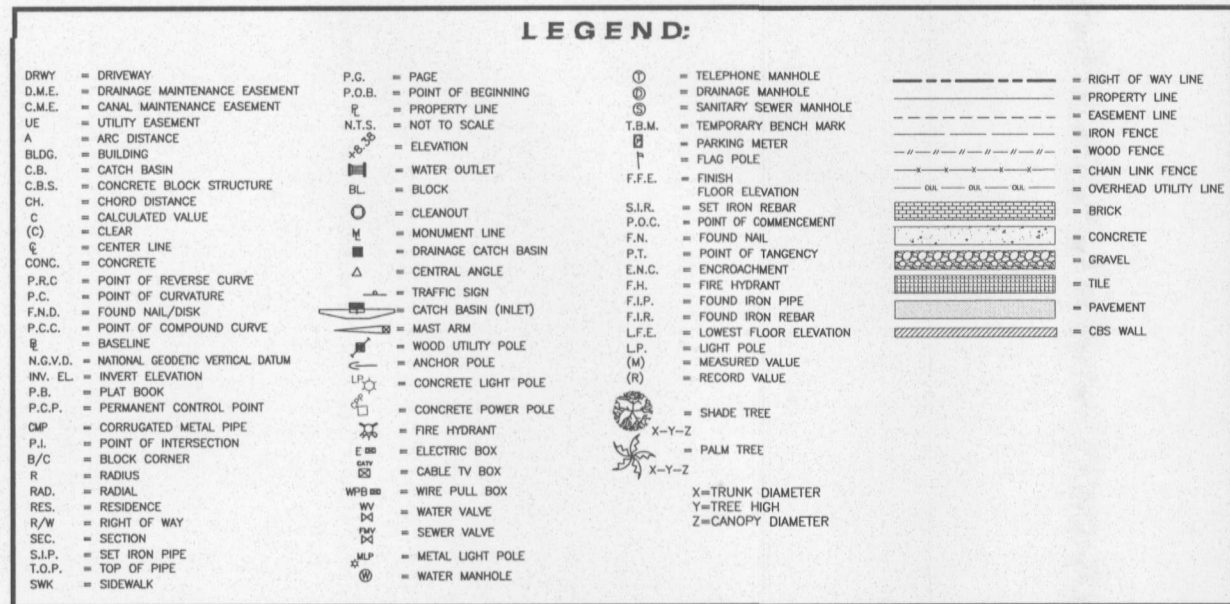 LEGEND:
DRWY = DRIVEWAY
D.M.E. = DRAINAGE MAINTENANCE EASEMENT
C.M.E. = CANAL MAINTENANCE EASEMENT
UE = UTILITY EASEMENT
A = ARC DISTANCE
BLDG. = BUILDING
C.B. = CATCH BASIN
C.B.S. = CONCRETE BLOCK STRUCTURE
CH. = CHORD DISTANCE
C = CALCULATED VALUE
(C) = CLEAR
℄ = CENTER LINE
CONC. = CONCRETE
P.R.C = POINT OF REVERSE CURVE
P.C. = POINT OF CURVATURE
F.N.D. = FOUND NAIL/DISK
P.C.C. = POINT OF COMPOUND CURVE
BL = BASELINE
N.G.V.D. = NATIONAL GEODETIC VERTICAL DATUM
INV. EL. = INVERT ELEVATION
P.B. = PLAT BOOK
P.C.P. = PERMANENT CONTROL POINT
CMP = CORRUGATED METAL PIPE
P.I. = POINT OF INTERSECTION
B/C = BLOCK CORNER
R = RADIUS
RAD. = RADIAL
RES. = RESIDENCE
R/W = RIGHT OF WAY
SEC. = SECTION
S.I.P. = SET IRON PIPE
T.O.P. = TOP OF PIPE
SWK = SIDEWALK
P.G. = PAGE
P.O.B. = POINT OF BEGINNING
PL = PROPERTY LINE
N.T.S. = NOT TO SCALE
+8.38 = ELEVATION
= WATER OUTLET
BL. = BLOCK
= CLEANOUT
ML = MONUMENT LINE
= DRAINAGE CATCH BASIN
△ = CENTRAL ANGLE
= TRAFFIC SIGN
= CATCH BASIN (INLET)
= MAST ARM
= WOOD UTILITY POLE
= ANCHOR POLE
LP = CONCRETE LIGHT POLE
= CONCRETE POWER POLE
= FIRE HYDRANT
E = ELECTRIC BOX
CATV = CABLE TV BOX
WPB = WIRE PULL BOX
WV = WATER VALVE
FMV = SEWER VALVE
MLP = METAL LIGHT POLE
W = WATER MANHOLE
T = TELEPHONE MANHOLE
D = DRAINAGE MANHOLE
S = SANITARY SEWER MANHOLE
T.B.M. = TEMPORARY BENCH MARK
= PARKING METER
= FLAG POLE
F.F.E. = FINISH
FLOOR ELEVATION
S.I.R. = SET IRON REBAR
P.O.C. = POINT OF COMMENCEMENT
F.N. = FOUND NAIL
P.T. = POINT OF TANGENCY
E.N.C. = ENCROACHMENT
F.H. = FIRE HYDRANT
F.I.P. = FOUND IRON PIPE
F.I.R. = FOUND IRON REBAR
L.F.E. = LOWEST FLOOR ELEVATION
L.P. = LIGHT POLE
(M) = MEASURED VALUE
(R) = RECORD VALUE
X-Y-Z = SHADE TREE
X-Y-Z = PALM TREE
X=TRUNK DIAMETER
Y=TREE HIGH
Z=CANOPY DIAMETER
= RIGHT OF WAY LINE
= PROPERTY LINE
= EASEMENT LINE
= IRON FENCE
// // // // // = WOOD FENCE
X X X X = CHAIN LINK FENCE
OUL OUL OUL = OVERHEAD UTILITY LINE
= BRICK
= CONCRETE
= GRAVEL
= TILE
= PAVEMENT
= CBS WALL